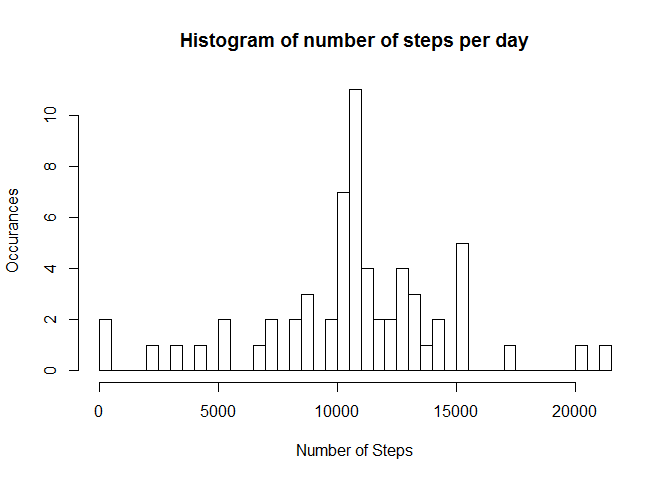 Histogram of number of steps per day
Occurances
10
8
6
4
2
0
0 5000 10000 15000 20000
Number of Steps